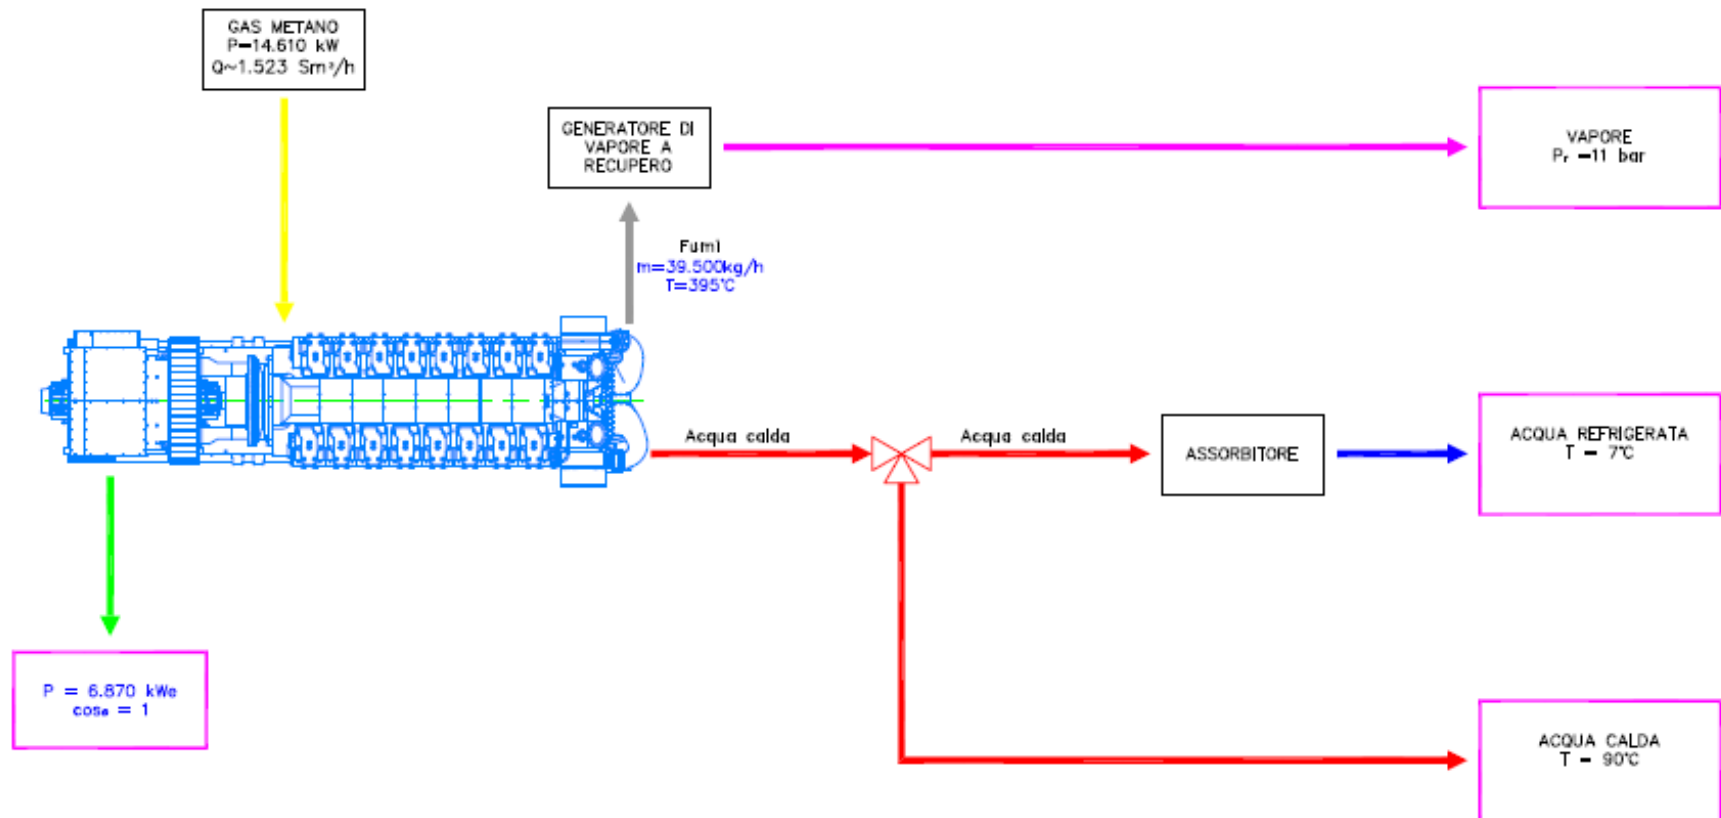 GAS METANO
P=14.610 kW
Q~1.523 Sm³/h
GENERATORE DI
VAPORE A
RECUPERO
VAPORE
Pr =11 bar
Fumi
m=39.500kg/h
T=395°C
Acqua calda
Acqua calda
ASSORBITORE
ACQUA REFRIGERATA
T = 7°C
P = 6.870 kWe
cosø = 1
ACQUA CALDA
T = 90°C